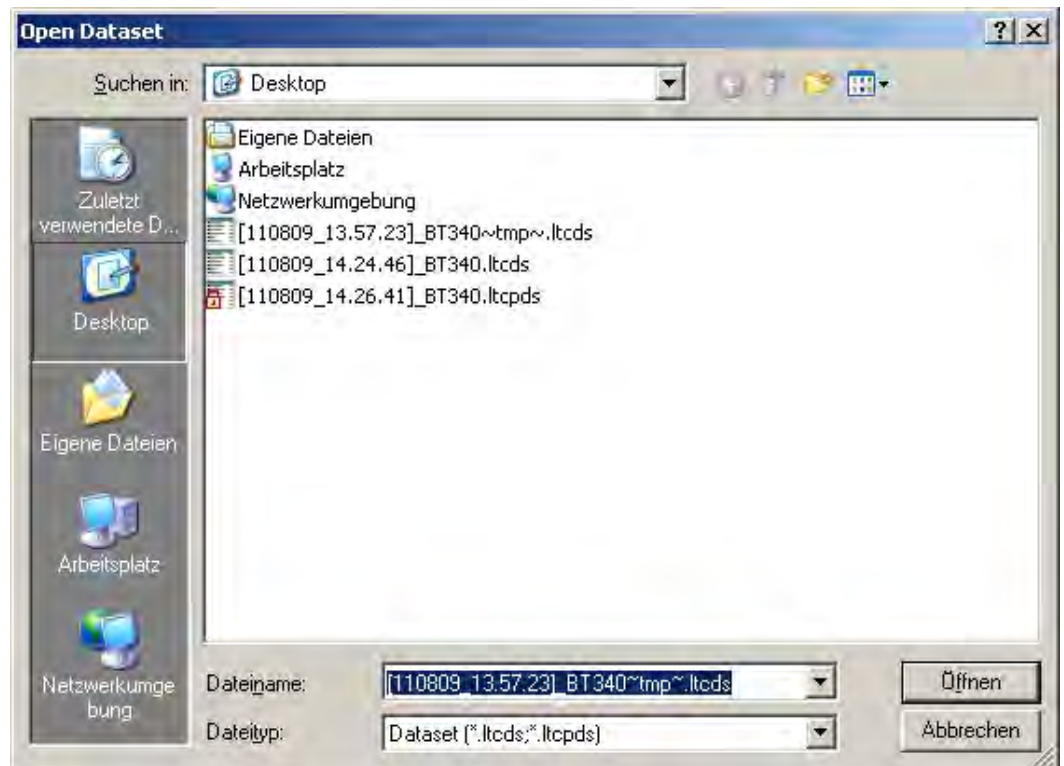 Open Dataset
Suchen in:
Desktop
Zuletzt
verwendete D...
Desktop
Eigene Dateien
Arbeitsplatz
Netzwerkumge
bung
Eigene Dateien
Arbeitsplatz
Netzwerkumgebung
[110809_13.57.23]_BT340~tmp~.ltcds
[110809_14.24.46]_BT340.ltcds
[110809_14.26.41]_BT340.ltcpds
Dateiname:
[110809_13.57.23]_BT340~tmp~.ltcds
Öffnen
Dateityp:
Dataset (*.ltcds;*.ltcpds)
Abbrechen